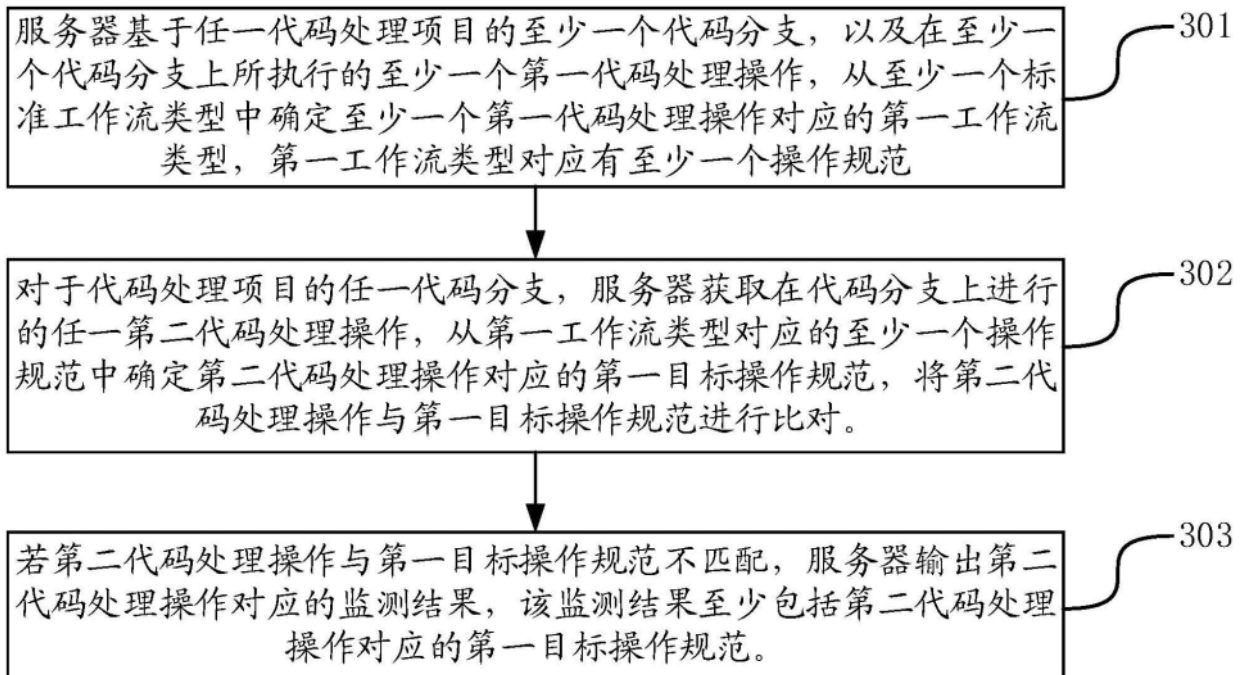 服务器基于任一代码处理项目的至少一个代码分支，以及在至少一
个代码分支上所执行的至少一个第一代码处理操作，从至少一个标
准工作流类型中确定至少一个第一代码处理操作对应的第一工作流
类型，第一工作流类型对应有至少一个操作规范
301
对于代码处理项目的任一代码分支，服务器获取在代码分支上进行
的任一第二代码处理操作，从第一工作流类型对应的至少一个操作
规范中确定第二代码处理操作对应的第一目标操作规范，将第二代
码处理操作与第一目标操作规范进行比对。
302
若第二代码处理操作与第一目标操作规范不匹配，服务器输出第二
代码处理操作对应的监测结果，该监测结果至少包括第二代码处理
操作对应的第一目标操作规范。
303